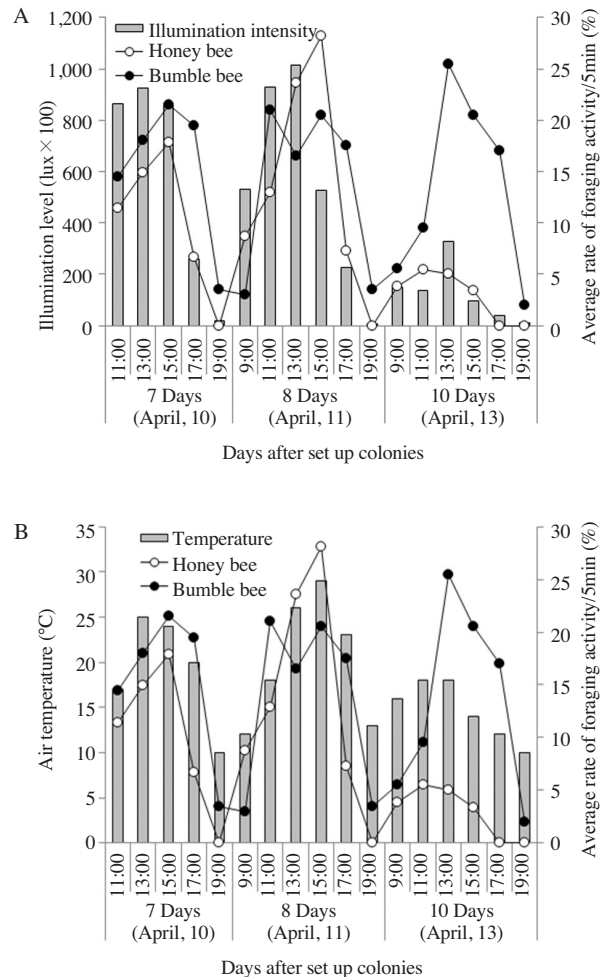 A
1,200
1,000
800
600
400
200
0
Illumination level (lux × 100)
Illumination intensity
Honey bee
Bumble bee
30
25
20
15
10
5
0
Average rate of foraging activity/5min (%)
11:00 13:00 15:00 17:00 19:00 9:00 11:00 13:00 15:00 17:00 19:00 9:00 11:00 13:00 15:00 17:00 19:00
7 Days 8 Days 10 Days
(April, 10) (April, 11) (April, 13)
Days after set up colonies
B
35
30
25
20
15
10
5
0
Air temperature (°C)
Temperature
Honey bee
Bumble bee
30
25
20
15
10
5
0
Average rate of foraging activity/5min (%)
11:00 13:00 15:00 17:00 19:00 9:00 11:00 13:00 15:00 17:00 19:00 9:00 11:00 13:00 15:00 17:00 19:00
7 Days 8 Days 10 Days
(April, 10) (April, 11) (April, 13)
Days after set up colonies